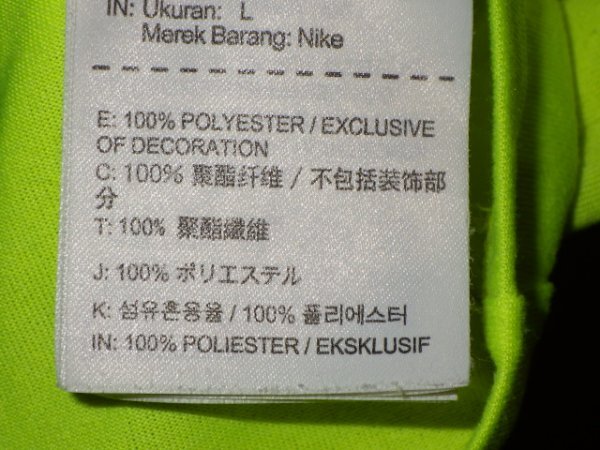 IN: Ukuran: L
Merek Barang: Nike
E: 100% POLYESTER / EXCLUSIVE
OF DECORATION
C: 100% 聚酯纤维 / 不包括装饰部
分
T: 100% 聚酯纖維
J: 100% ポリエステル
K: 섬유혼용율 / 100% 폴리에스터
IN: 100% POLIESTER / EKSKLUSIF